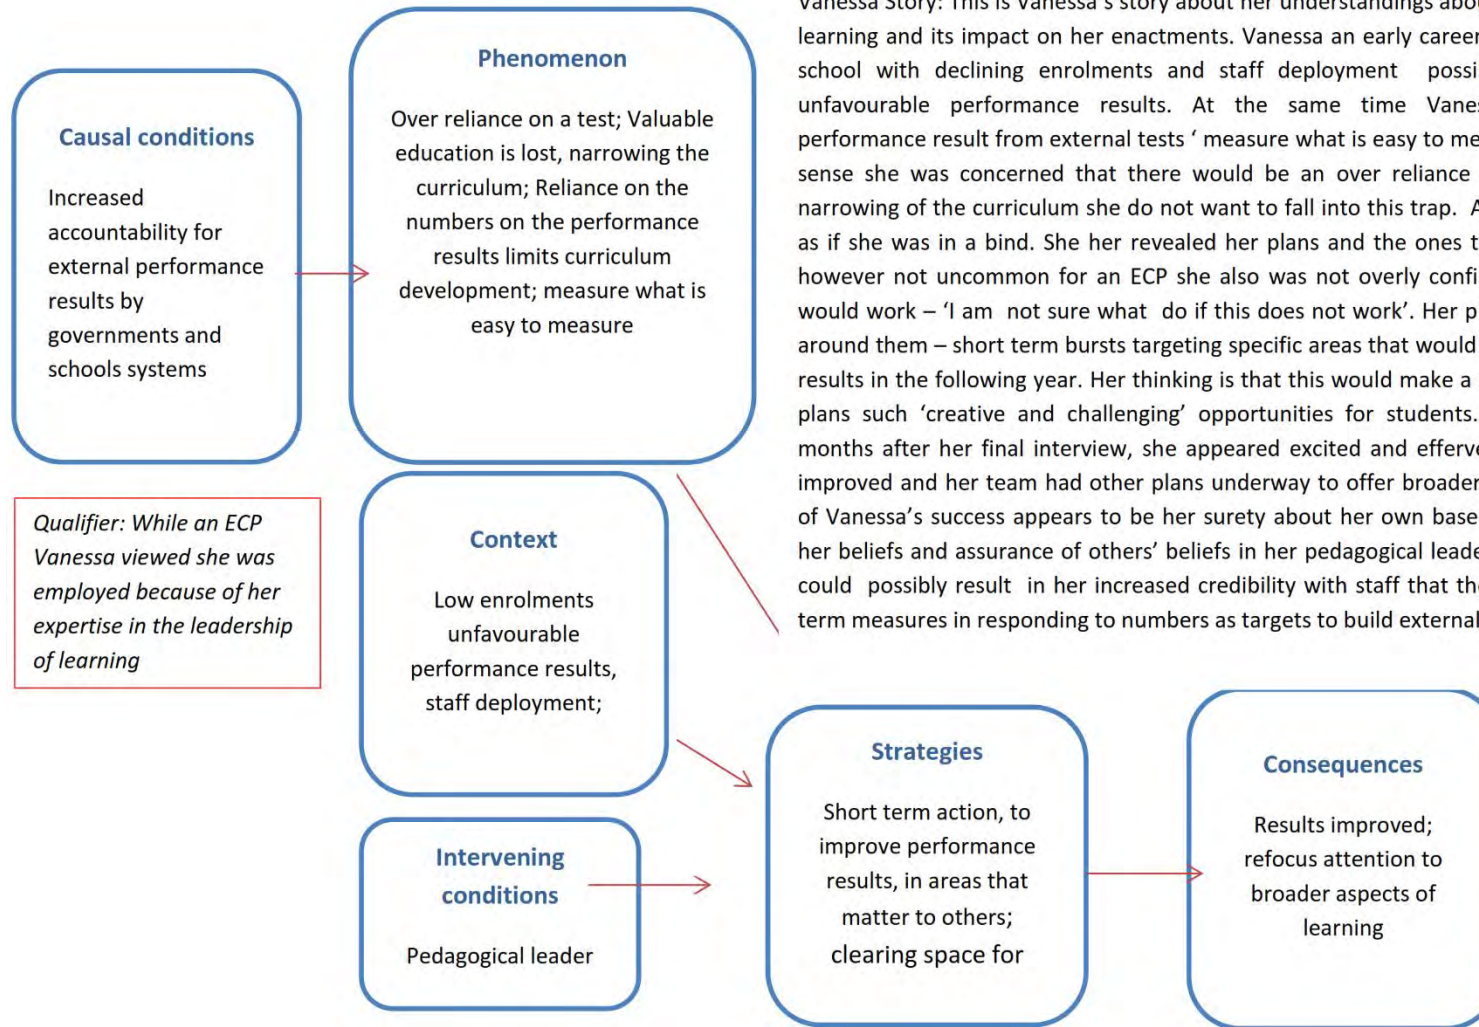 Causal conditions
Increased
accountability for
external performance
results by
governments and
schools systems
Phenomenon
Over reliance on a test; Valuable
education is lost, narrowing the
curriculum; Reliance on the
numbers on the performance
results limits curriculum
development; measure what is
easy to measure
learning and its impact on her enactments. Vanessa an early career
school with declining enrolments and staff deployment possi
unfavourable performance results. At the same time Vanes
performance result from external tests ‘ measure what is easy to me
sense she was concerned that there would be an over reliance
narrowing of the curriculum she do not want to fall into this trap. A
as if she was in a bind. She her revealed her plans and the ones t
however not uncommon for an ECP she also was not overly confi
would work – ‘I am not sure what do if this does not work’. Her p
around them – short term bursts targeting specific areas that would
results in the following year. Her thinking is that this would make a
plans such ‘creative and challenging’ opportunities for students.
months after her final interview, she appeared excited and efferve
improved and her team had other plans underway to offer broader
of Vanessa’s success appears to be her surety about her own base
her beliefs and assurance of others’ beliefs in her pedagogical leade
could possibly result in her increased credibility with staff that the
term measures in responding to numbers as targets to build external
Qualifier: While an ECP
Vanessa viewed she was
employed because of her
expertise in the leadership
of learning
Context
Low enrolments
unfavourable
performance results,
staff deployment;
Intervening
conditions
Pedagogical leader
Strategies
Short term action, to
improve performance
results, in areas that
matter to others;
clearing space for
Consequences
Results improved;
refocus attention to
broader aspects of
learning